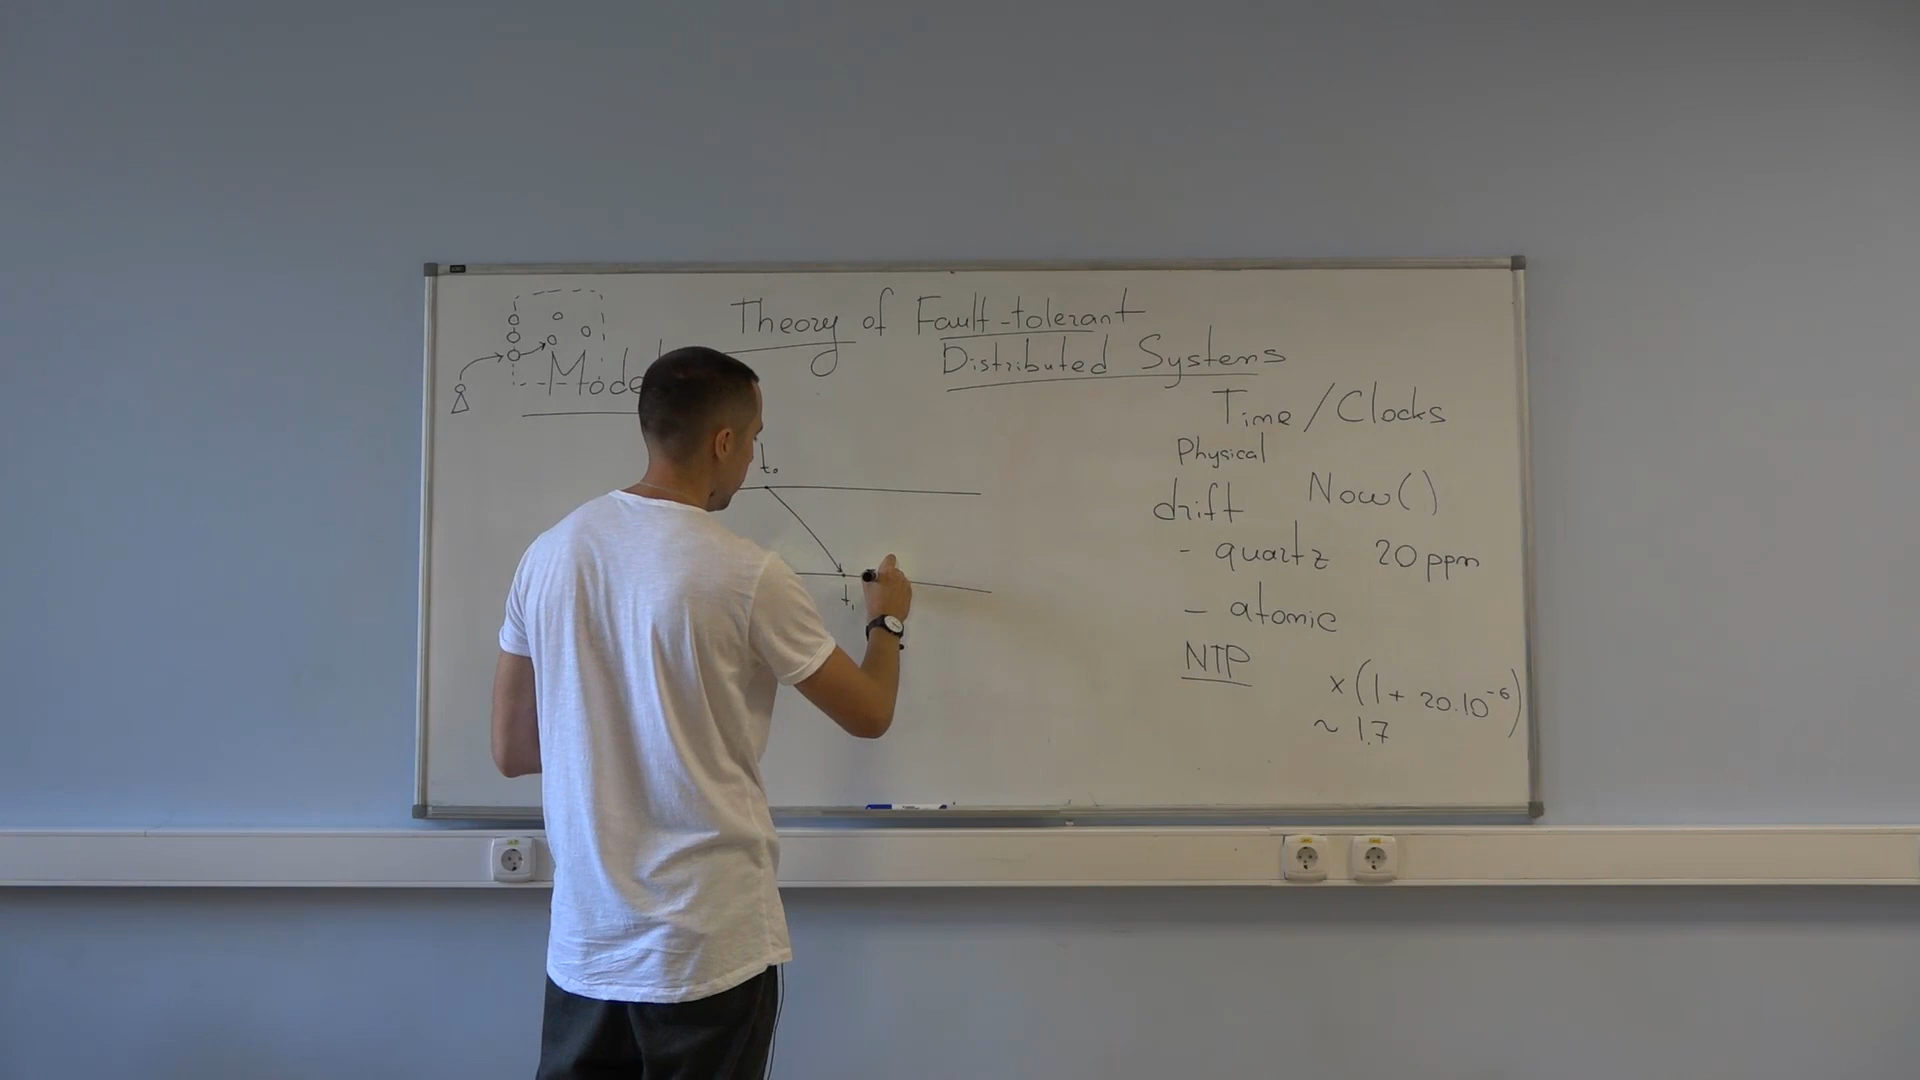 Theory of Fault-tolerant
Distributed Systems
Mode
Time / Clocks
Physical
drift Now()
- quartz 20 ppm
- atomic
NTP
x (1 + 20.10⁻⁶)
~ 1.7
t₀
t₁